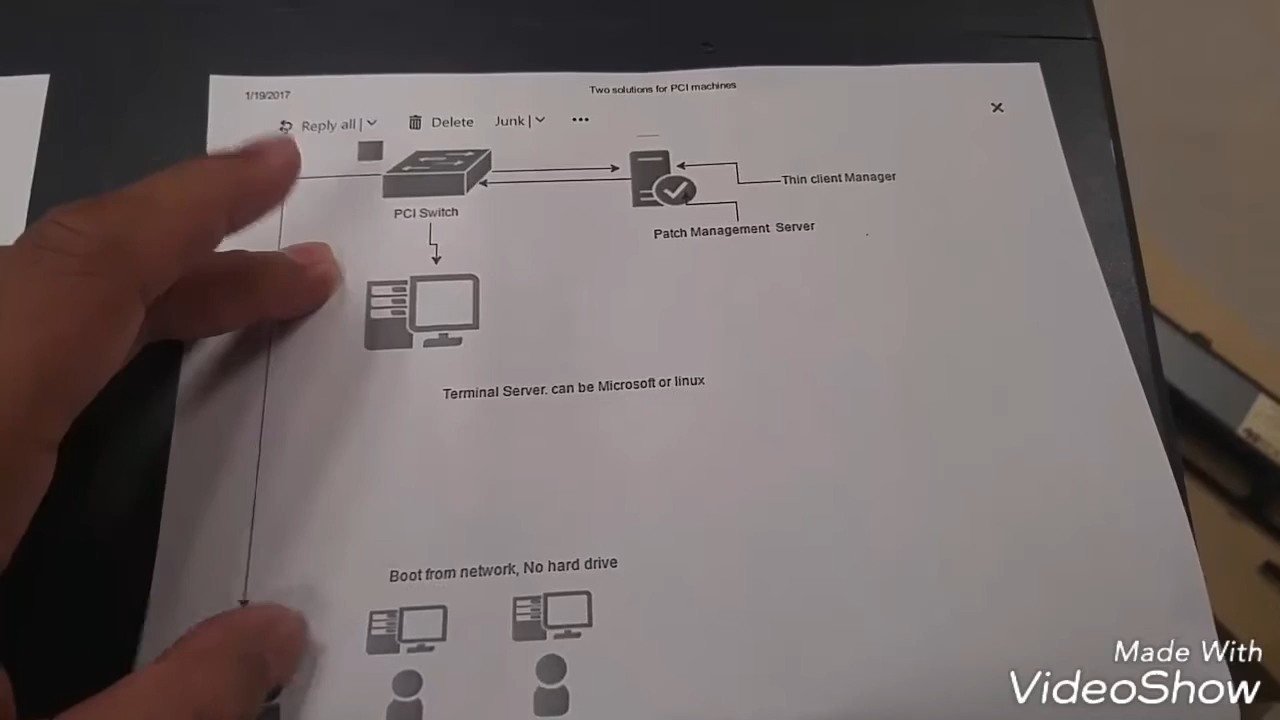 1/19/2017
Two solutions for PCI machines
Reply all |
Delete
Junk |
Thin client Manager
PCI Switch
Patch Management Server
Terminal Server. can be Microsoft or linux
Boot from network, No hard drive
Made With
VideoShow